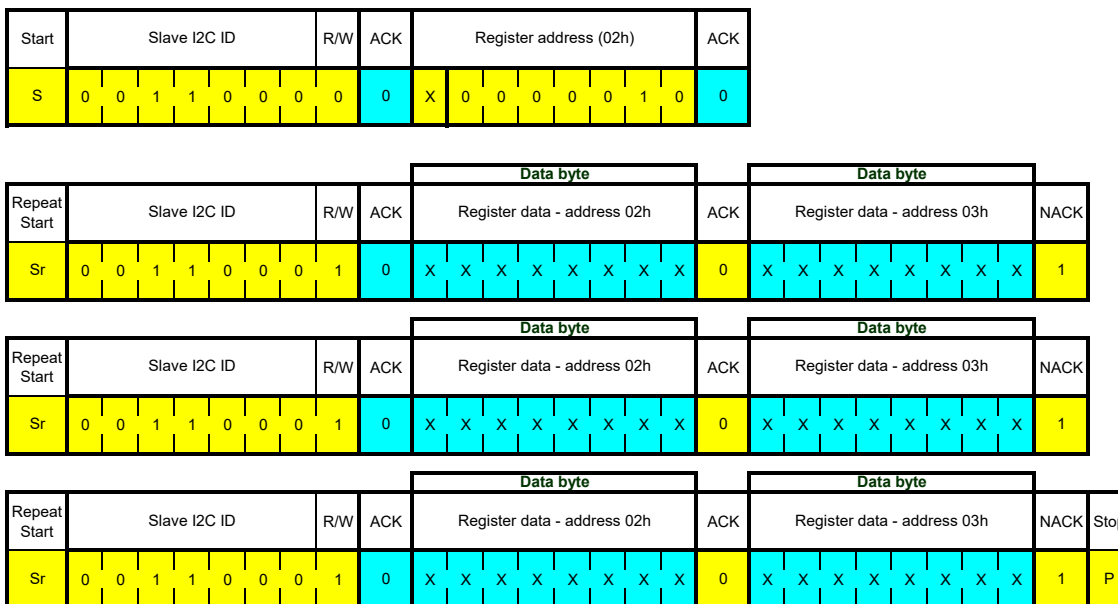 Start Slave I2C ID R/W ACK Register address (02h) ACK
S 0 0 1 1 0 0 0 0 0 X 0 0 0 0 0 1 0 0
Data byte Data byte
Repeat Start Slave I2C ID R/W ACK Register data - address 02h ACK Register data - address 03h NACK
Sr 0 0 1 1 0 0 0 1 0 X X X X X X X X 0 X X X X X X X X 1
Data byte Data byte
Repeat Start Slave I2C ID R/W ACK Register data - address 02h ACK Register data - address 03h NACK
Sr 0 0 1 1 0 0 0 1 0 X X X X X X X X 0 X X X X X X X X 1
Data byte Data byte
Repeat Start Slave I2C ID R/W ACK Register data - address 02h ACK Register data - address 03h NACK Stop
Sr 0 0 1 1 0 0 0 1 0 X X X X X X X X 0 X X X X X X X X 1 P